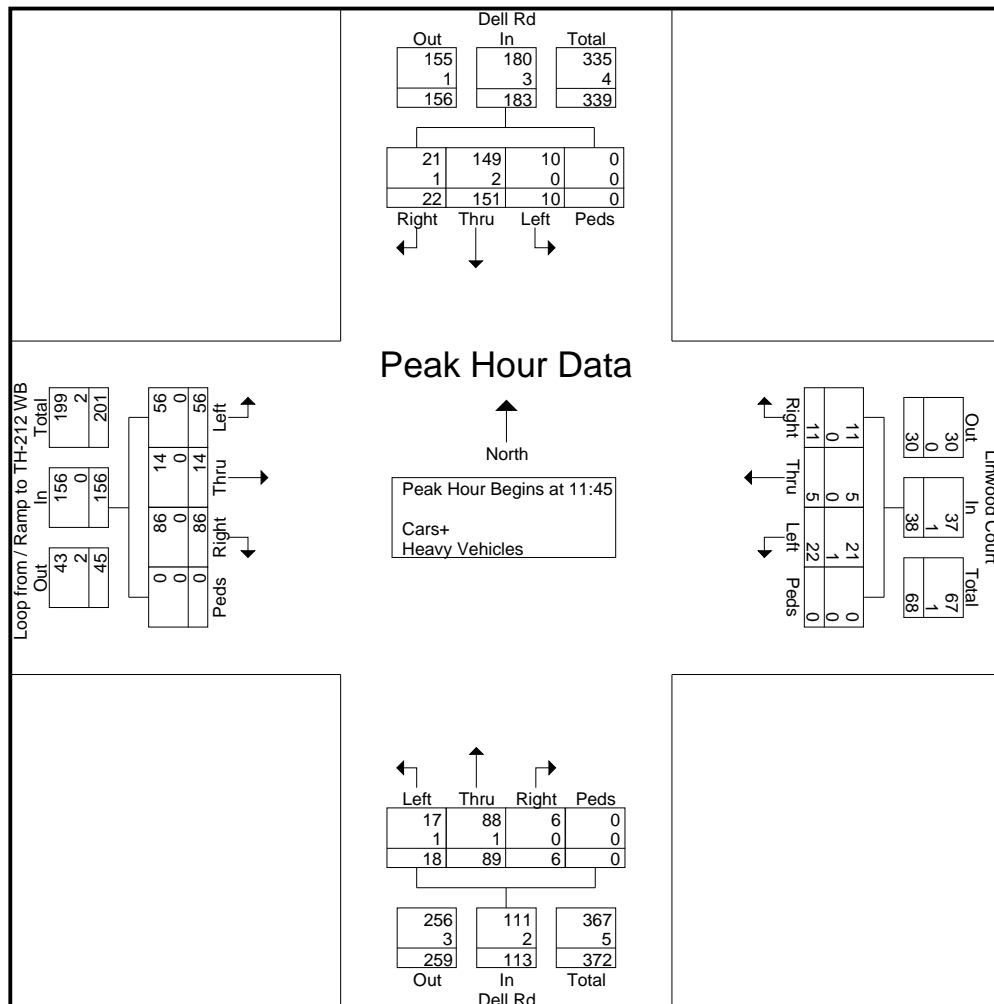 Dell Rd
Out In Total
155 180 335
1 3 4
156 183 339
21 149 10 0
1 2 0 0
22 151 10 0
Right Thru Left Peds
Peak Hour Data
North
Peak Hour Begins at 11:45
Cars+
Heavy Vehicles
Loop from / Ramp to TH-212 WB
Out In Total
43 156 199
2 0 2
45 156 201
0 86 14 56
0 0 0 0
0 86 14 56
Peds Right Thru Left
Linwood Court
Out In Total
30 37 67
0 1 1
30 38 68
11 5 21 0
0 0 1 0
11 5 22 0
Right Thru Left Peds
Left Thru Right Peds
17 88 6 0
1 1 0 0
18 89 6 0
256 111 367
3 2 5
259 113 372
Out In Total
Dell Rd